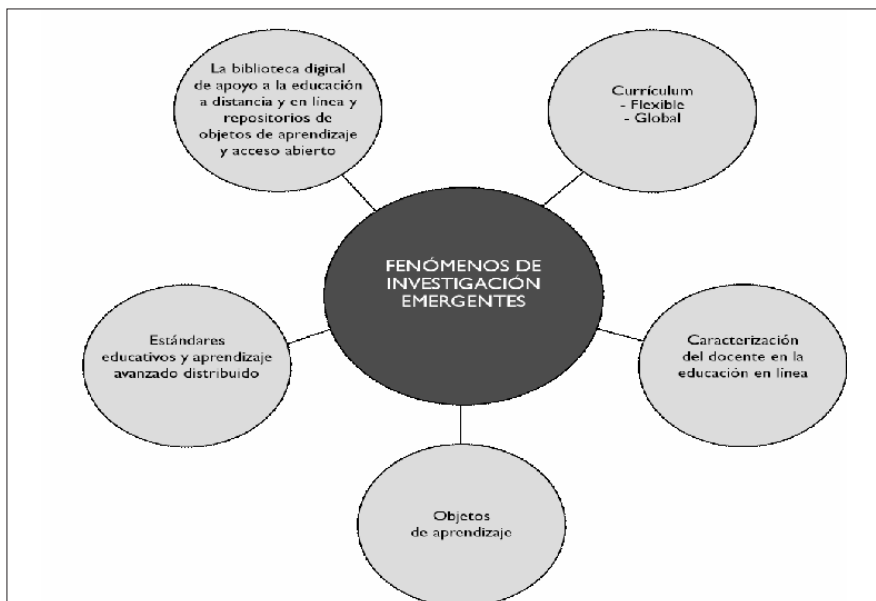 La biblioteca digital
de apoyo a la educación
a distancia y en línea y
repositorios de
objetos de aprendizaje
y acceso abierto
Currículum
- Flexible
- Global
FENÓMENOS DE
INVESTIGACIÓN
EMERGENTES
Estándares
educativos y aprendizaje
avanzado distribuido
Caracterización
del docente en la
educación en línea
Objetos
de aprendizaje